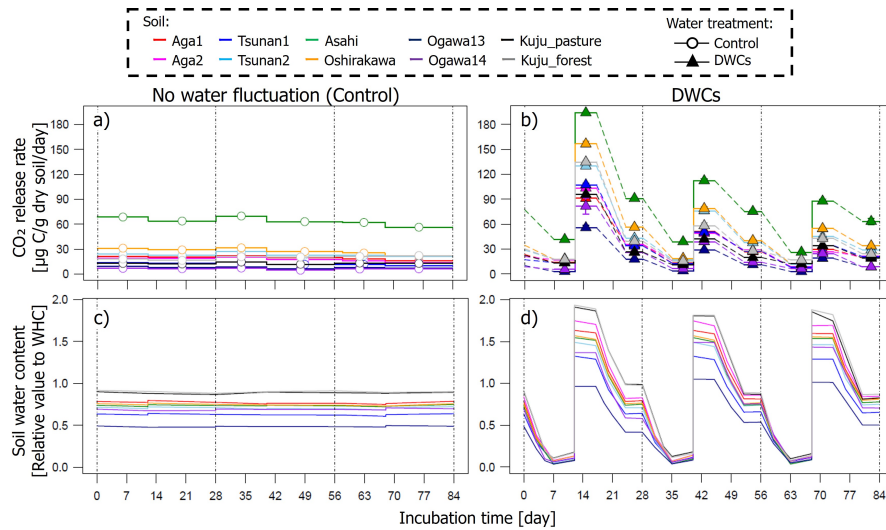 Soil:
Water treatment:
Aga1 Tsunan1 Asahi Ogawa13 Kuju_pasture Control
Aga2 Tsunan2 Oshirakawa Ogawa14 Kuju_forest DWCs
No water fluctuation (Control) DWCs
a) b)
CO₂ release rate
[µg C/g dry soil/day]
180 180
150 150
120 120
90 90
60 60
30 30
0 0
c) d)
Soil water content
[Relative value to WHC]
2.0 2.0
1.5 1.5
1.0 1.0
0.5 0.5
0.0 0.0
0 7 14 21 28 35 42 49 56 63 70 77 84 0 7 14 21 28 35 42 49 56 63 70 77 84
Incubation time [day]